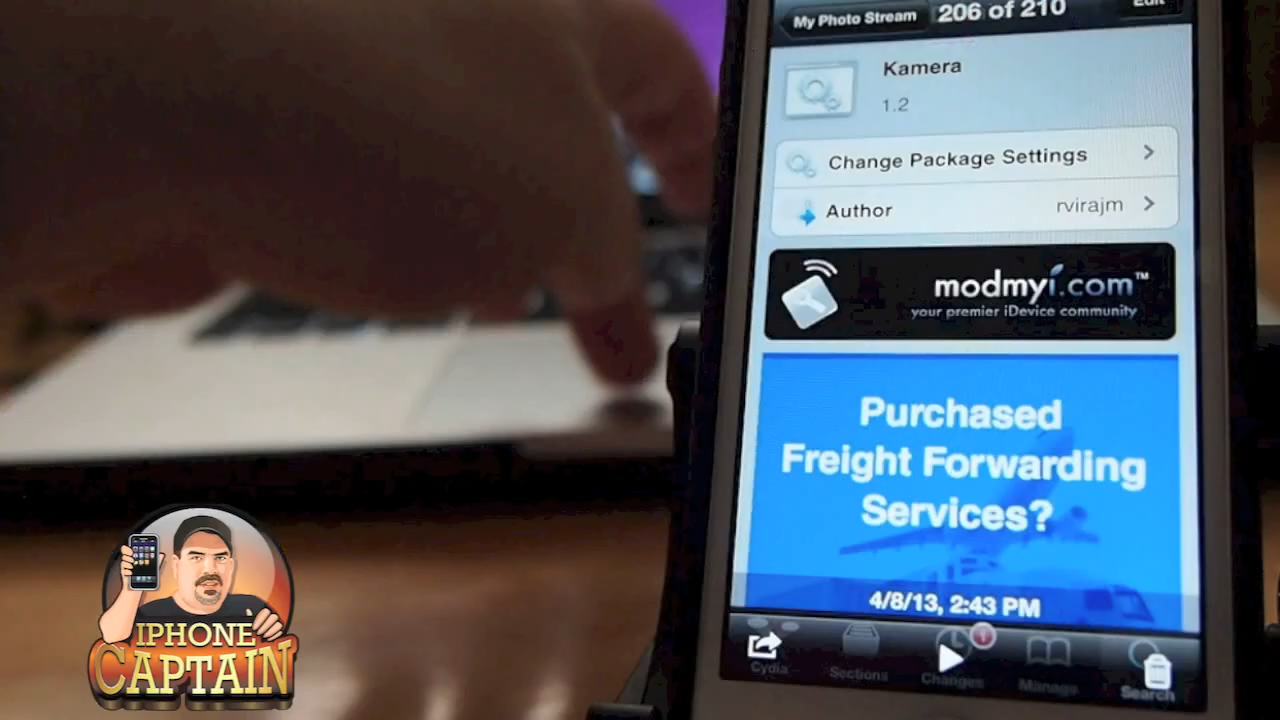 My Photo Stream
206 of 210
Edit
Kamera
1.2
Change Package Settings
Author
rvirajm
modmyi.com™
your premier iDevice community
Purchased
Freight Forwarding
Services?
4/8/13, 2:43 PM
Cydia
Sections
Changes
1
Manage
Search
IPHONE
CAPTAIN